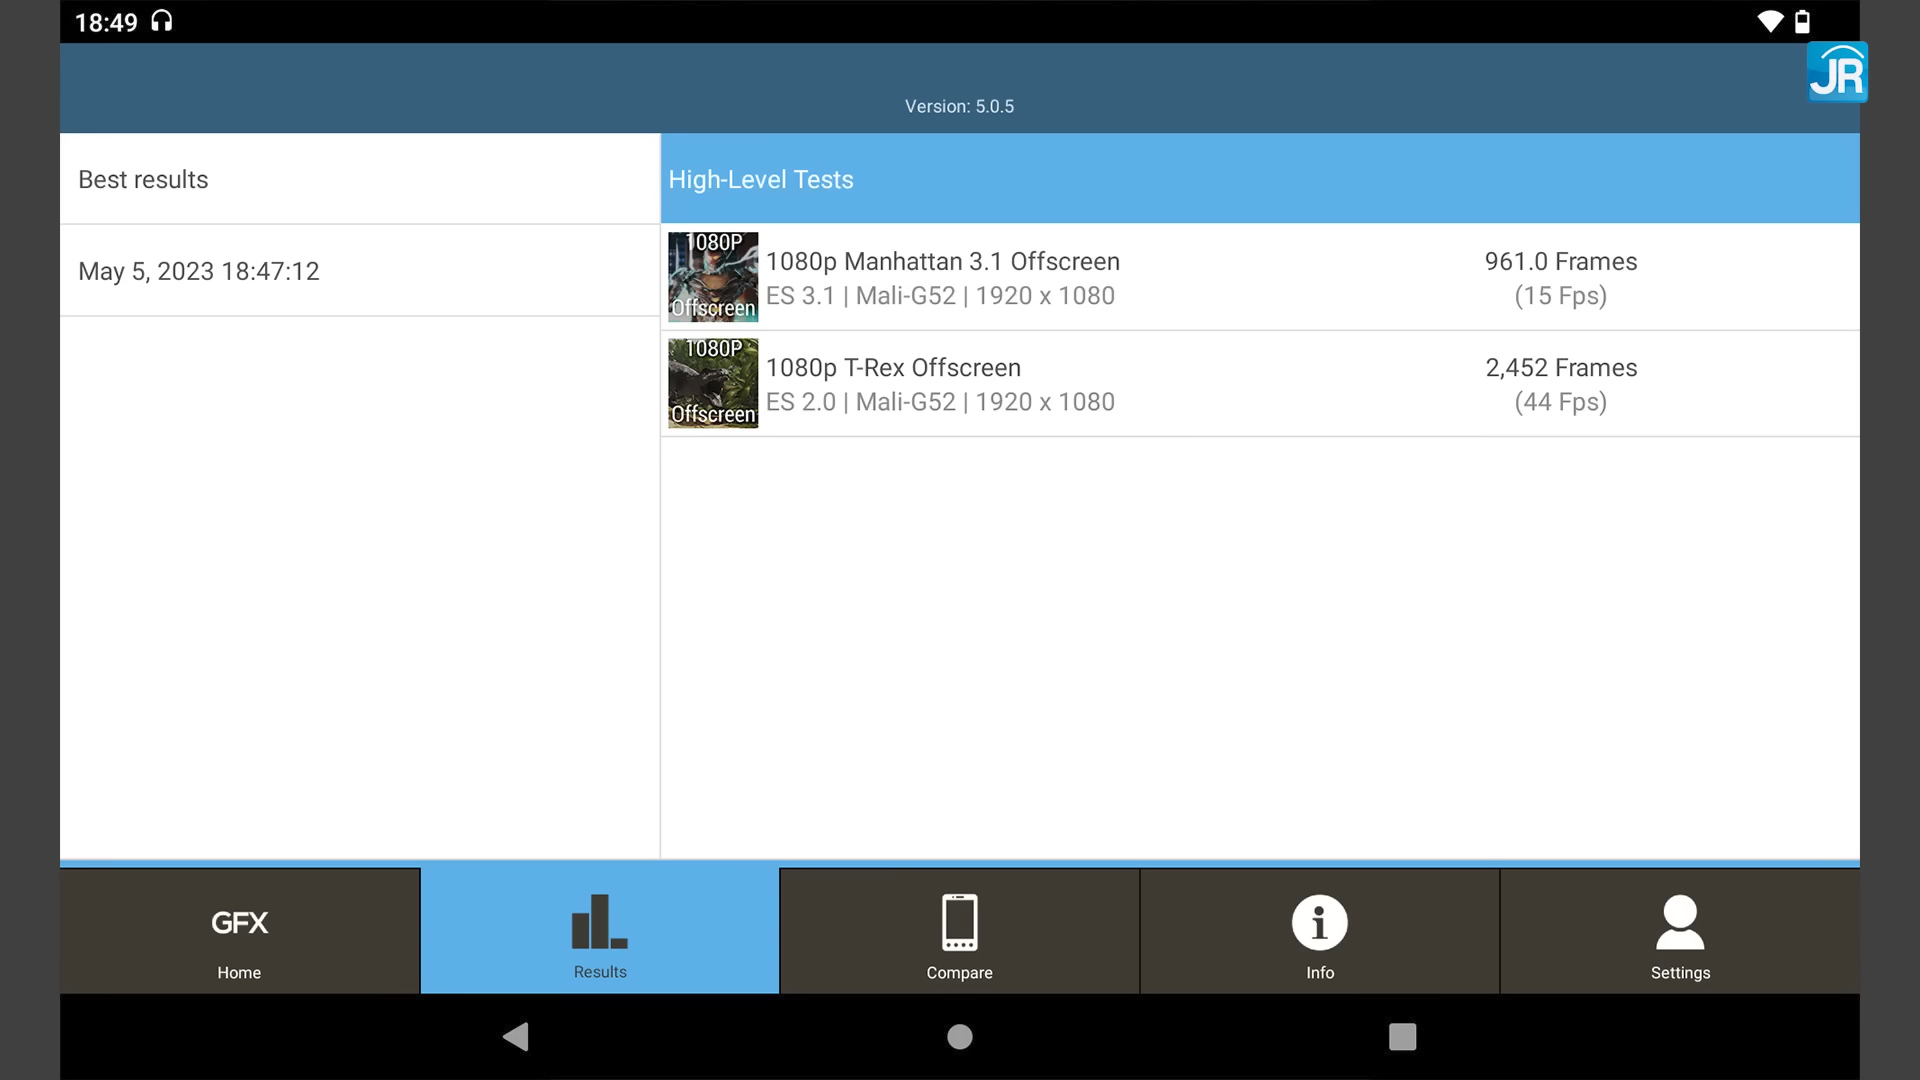 18:49
JR
Version: 5.0.5
Best results
May 5, 2023 18:47:12
High-Level Tests
1080P
Offscreen
1080p Manhattan 3.1 Offscreen
ES 3.1 | Mali-G52 | 1920 x 1080
961.0 Frames
(15 Fps)
1080P
Offscreen
1080p T-Rex Offscreen
ES 2.0 | Mali-G52 | 1920 x 1080
2,452 Frames
(44 Fps)
GFX
Home
Results
Compare
Info
Settings